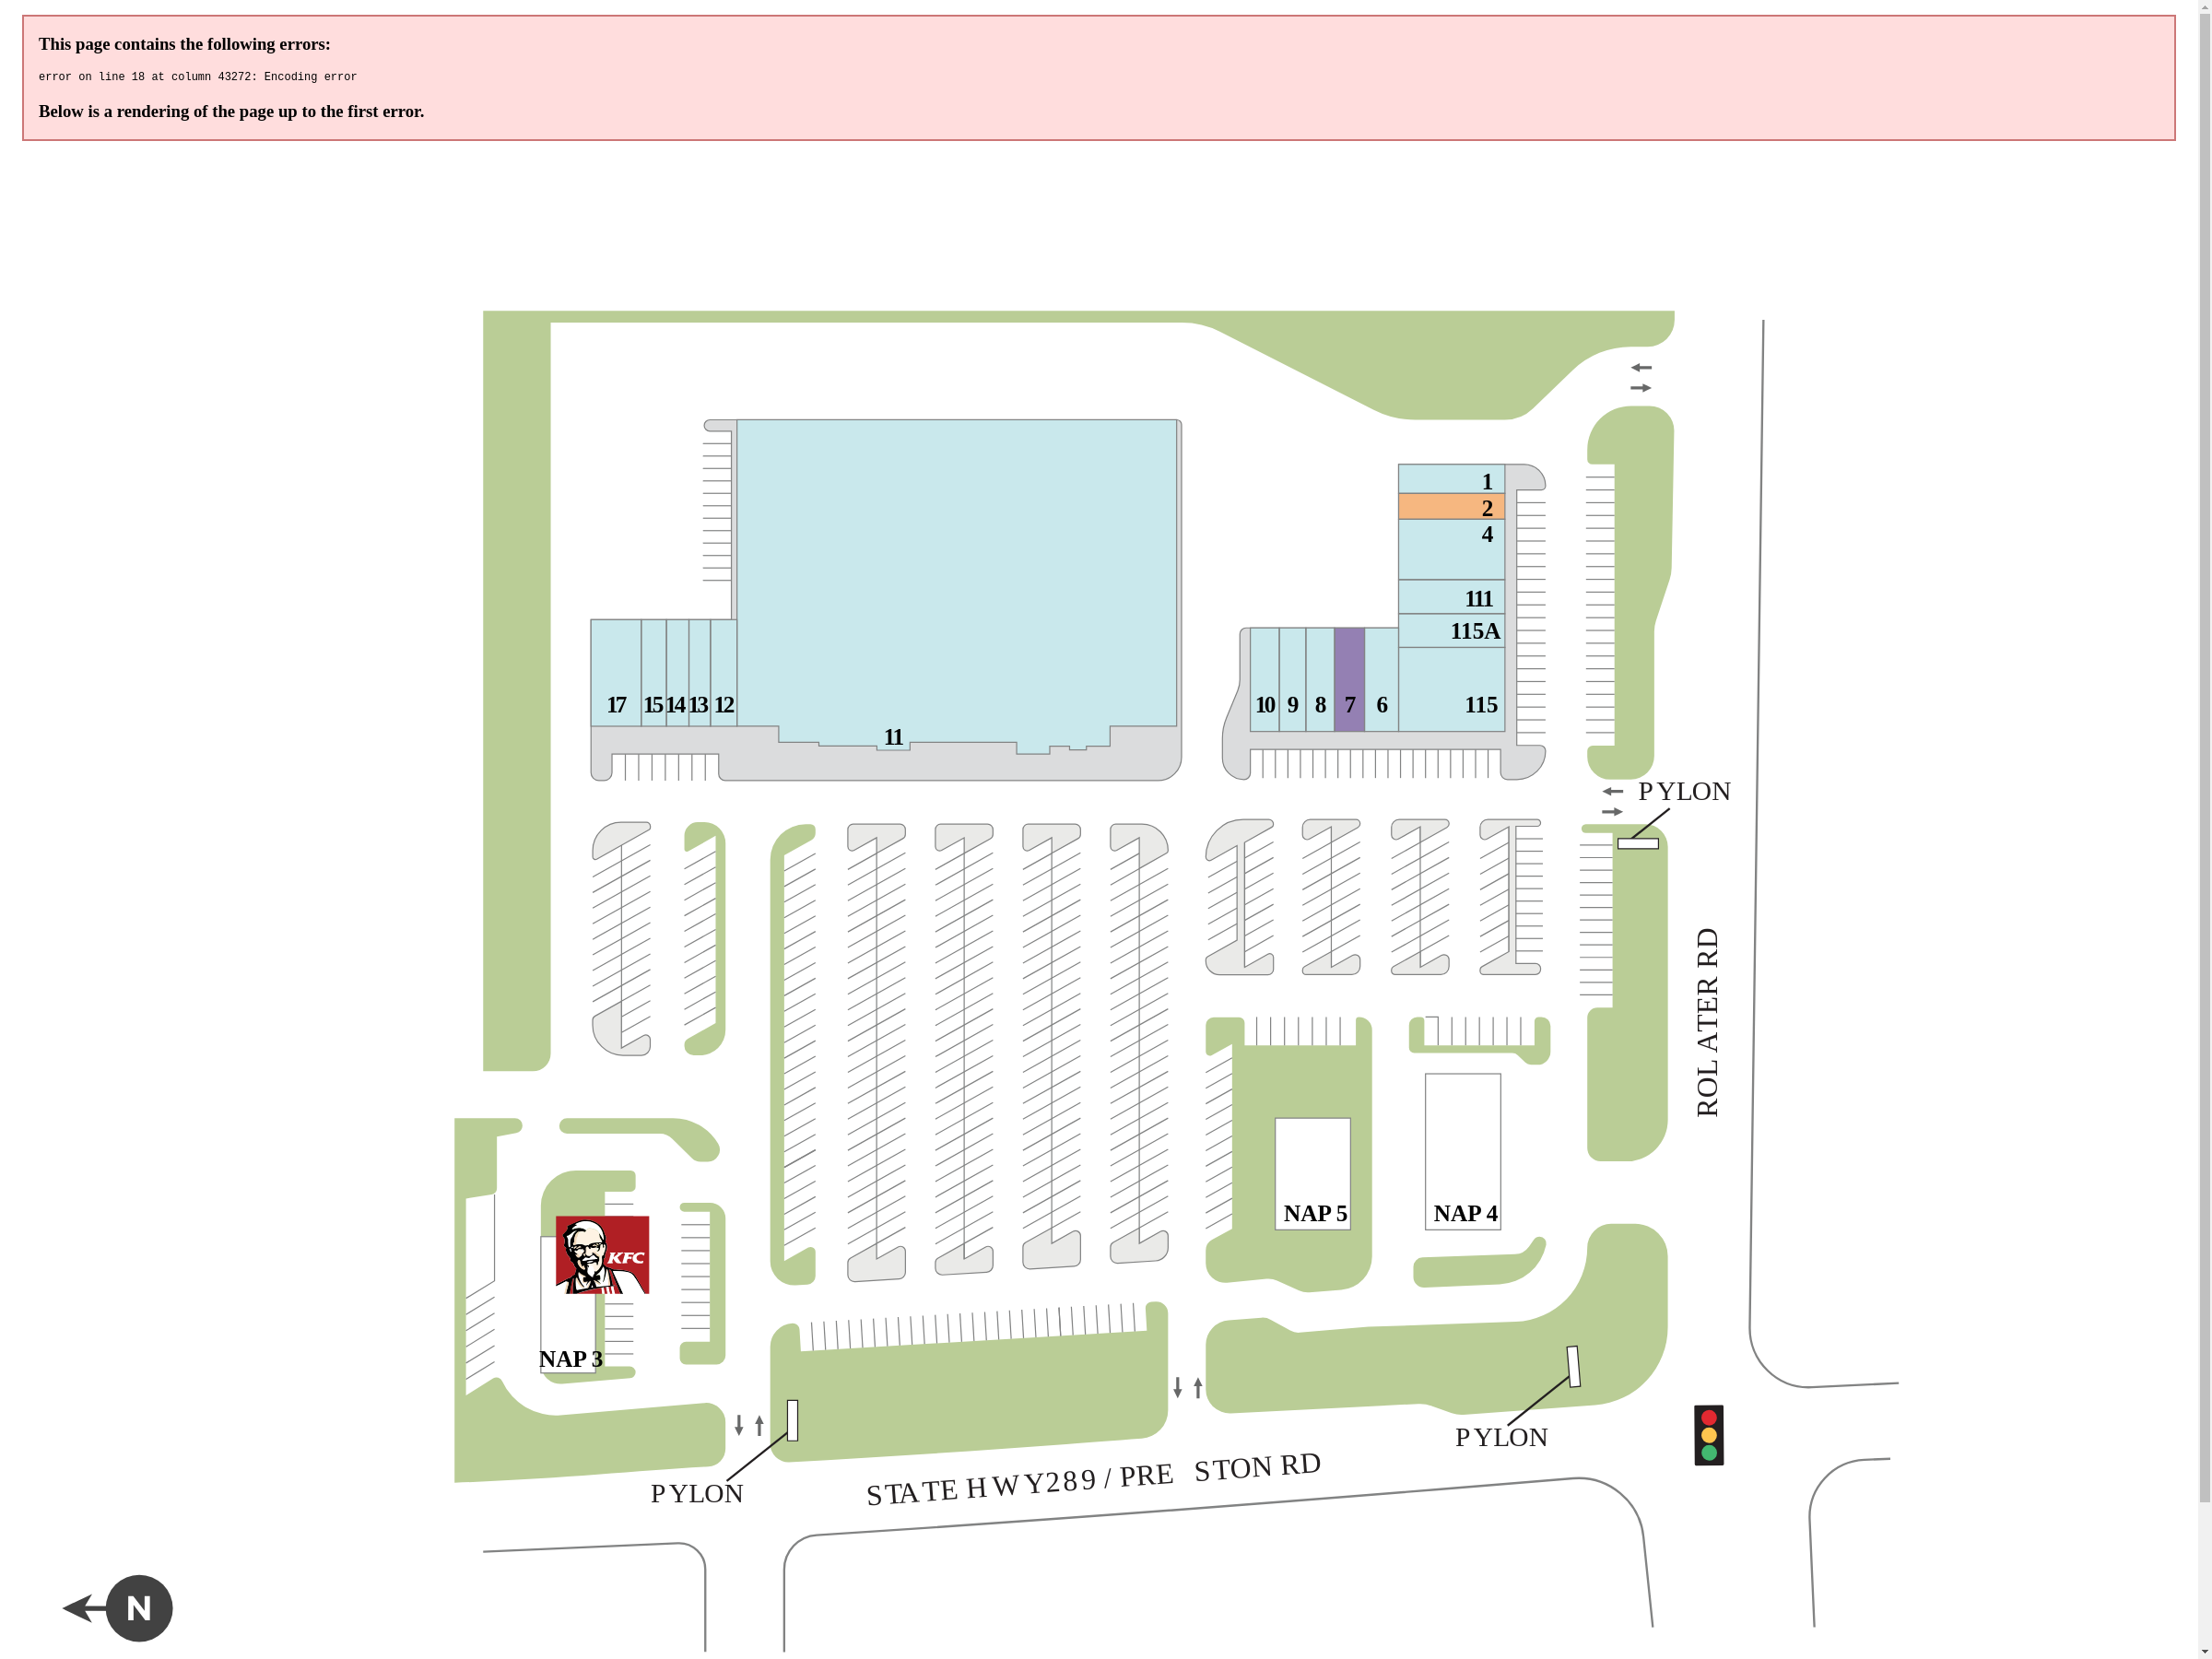 This page contains the following errors:
error on line 18 at column 43272: Encoding error
Below is a rendering of the page up to the first error.
1
2
4
111
115A
17 15 14 13 12
10 9 8 7 6 115
11
PYLON
ROLATER RD
NAP 5 NAP 4
KFC
NAP 3
PYLON
PYLON
STATE HWY289 / PRESTON RD
N